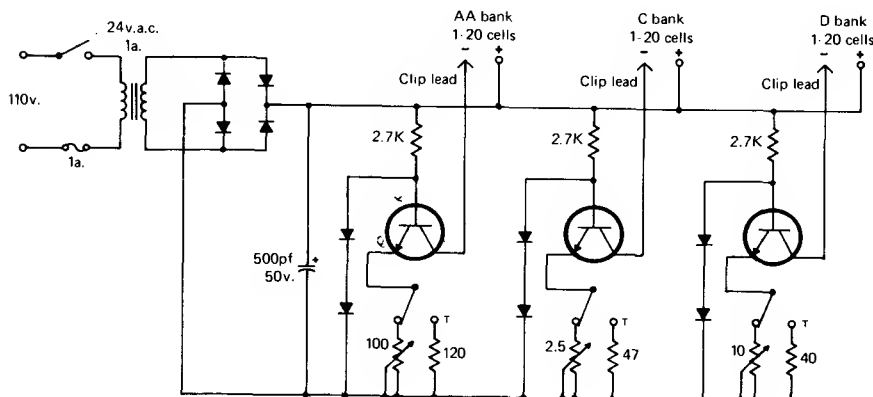 24v.a.c.
1a.
110v.
1a.
AA bank
1-20 cells
- +
Clip lead
C bank
1-20 cells
- +
Clip lead
D bank
1-20 cells
- +
Clip lead
2.7K
2.7K
2.7K
500pf
50v.
+
100
T
120
2.5
T
47
10
T
40